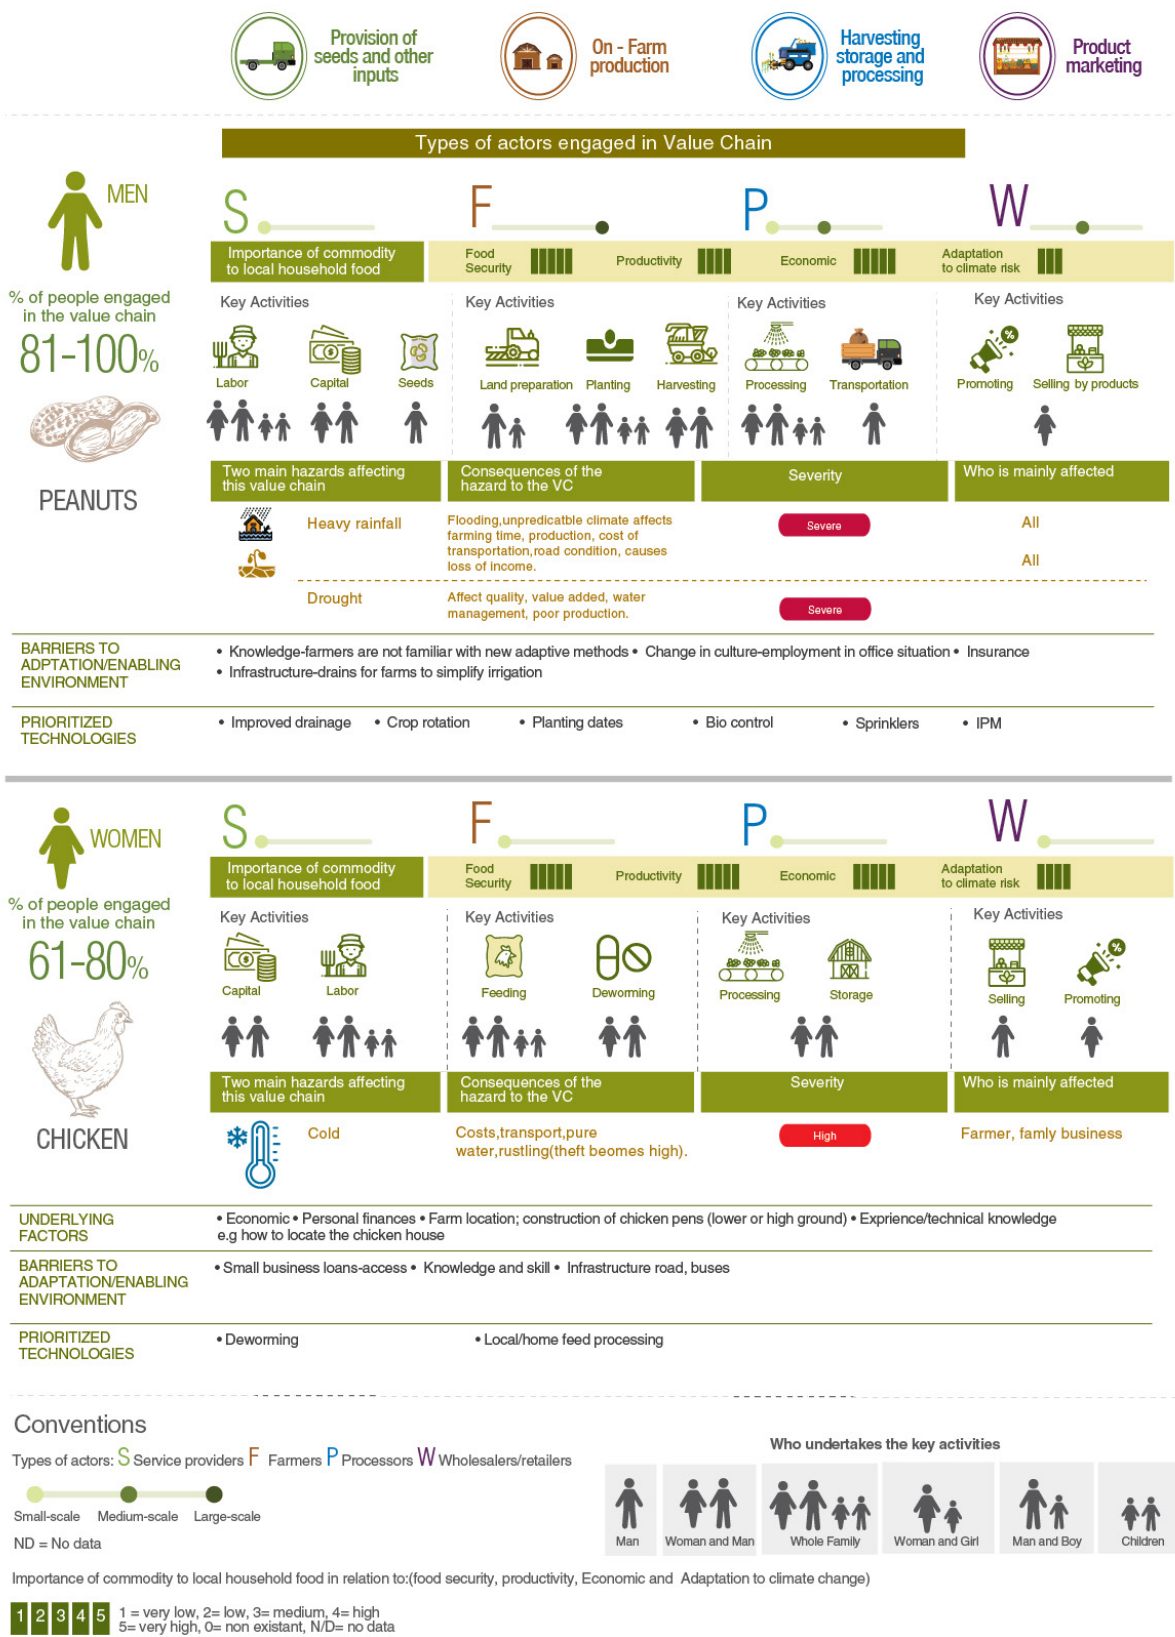 Provision of
seeds and other
inputs
On - Farm
production
Harvesting
storage and
processing
Product
marketing
Types of actors engaged in Value Chain
MEN
S
F
P
W
Importance of commodity
to local household food
Food
Security
Productivity
Economic
Adaptation
to climate risk
% of people engaged
in the value chain
81-100%
PEANUTS
Key Activities
Key Activities
Key Activities
Key Activities
Labor
Capital
Seeds
Land preparation
Planting
Harvesting
Processing
Transportation
Promoting
%
Selling by products
Two main hazards affecting
this value chain
Consequences of the
hazard to the VC
Severity
Who is mainly affected
Heavy rainfall
Flooding,unpredicatble climate affects
farming time, production, cost of
transportation,road condition, causes
loss of income.
Severe
All
All
Drought
Affect quality, value added, water
management, poor production.
Severe
BARRIERS TO
ADPTATION/ENABLING
ENVIRONMENT
• Knowledge-farmers are not familiar with new adaptive methods • Change in culture-employment in office situation • Insurance
• Infrastructure-drains for farms to simplify irrigation
PRIORITIZED
TECHNOLOGIES
• Improved drainage • Crop rotation • Planting dates • Bio control • Sprinklers • IPM
WOMEN
S
F
P
W
Importance of commodity
to local household food
Food
Security
Productivity
Economic
Adaptation
to climate risk
% of people engaged
in the value chain
61-80%
CHICKEN
Key Activities
Key Activities
Key Activities
Key Activities
Capital
Labor
Feeding
Deworming
Processing
Storage
Selling
Promoting
%
Two main hazards affecting
this value chain
Consequences of the
hazard to the VC
Severity
Who is mainly affected
Cold
Costs,transport,pure
water,rustling(theft beomes high).
High
Farmer, famly business
UNDERLYING
FACTORS
• Economic • Personal finances • Farm location; construction of chicken pens (lower or high ground) • Exprience/technical knowledge
e.g how to locate the chicken house
BARRIERS TO
ADAPTATION/ENABLING
ENVIRONMENT
• Small business loans-access • Knowledge and skill • Infrastructure road, buses
PRIORITIZED
TECHNOLOGIES
• Deworming • Local/home feed processing
Conventions
Types of actors: S Service providers F Farmers P Processors W Wholesalers/retailers
Small-scale Medium-scale Large-scale
ND = No data
Who undertakes the key activities
Man
Woman and Man
Whole Family
Woman and Girl
Man and Boy
Children
Importance of commodity to local household food in relation to:(food security, productivity, Economic and Adaptation to climate change)
1 2 3 4 5
1 = very low, 2= low, 3= medium, 4= high
5= very high, 0= non existant, N/D= no data